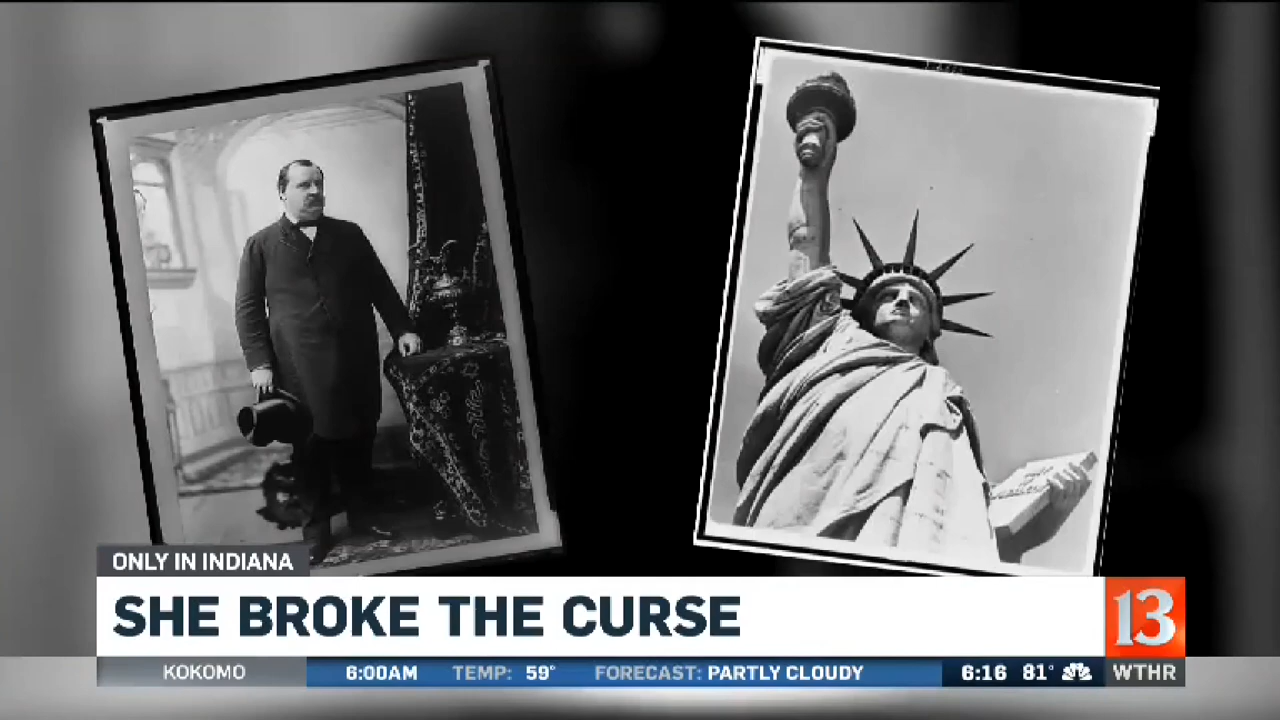 ONLY IN INDIANA
SHE BROKE THE CURSE
13
KOKOMO 6:00AM TEMP: 59° FORECAST: PARTLY CLOUDY 6:16 81° WTHR